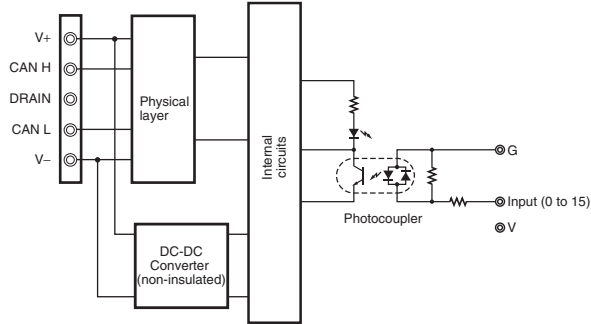 V+
CAN H
DRAIN
CAN L
V–
Physical
layer
DC-DC
Converter
(non-insulated)
Internal
circuits
Photocoupler
G
Input (0 to 15)
V